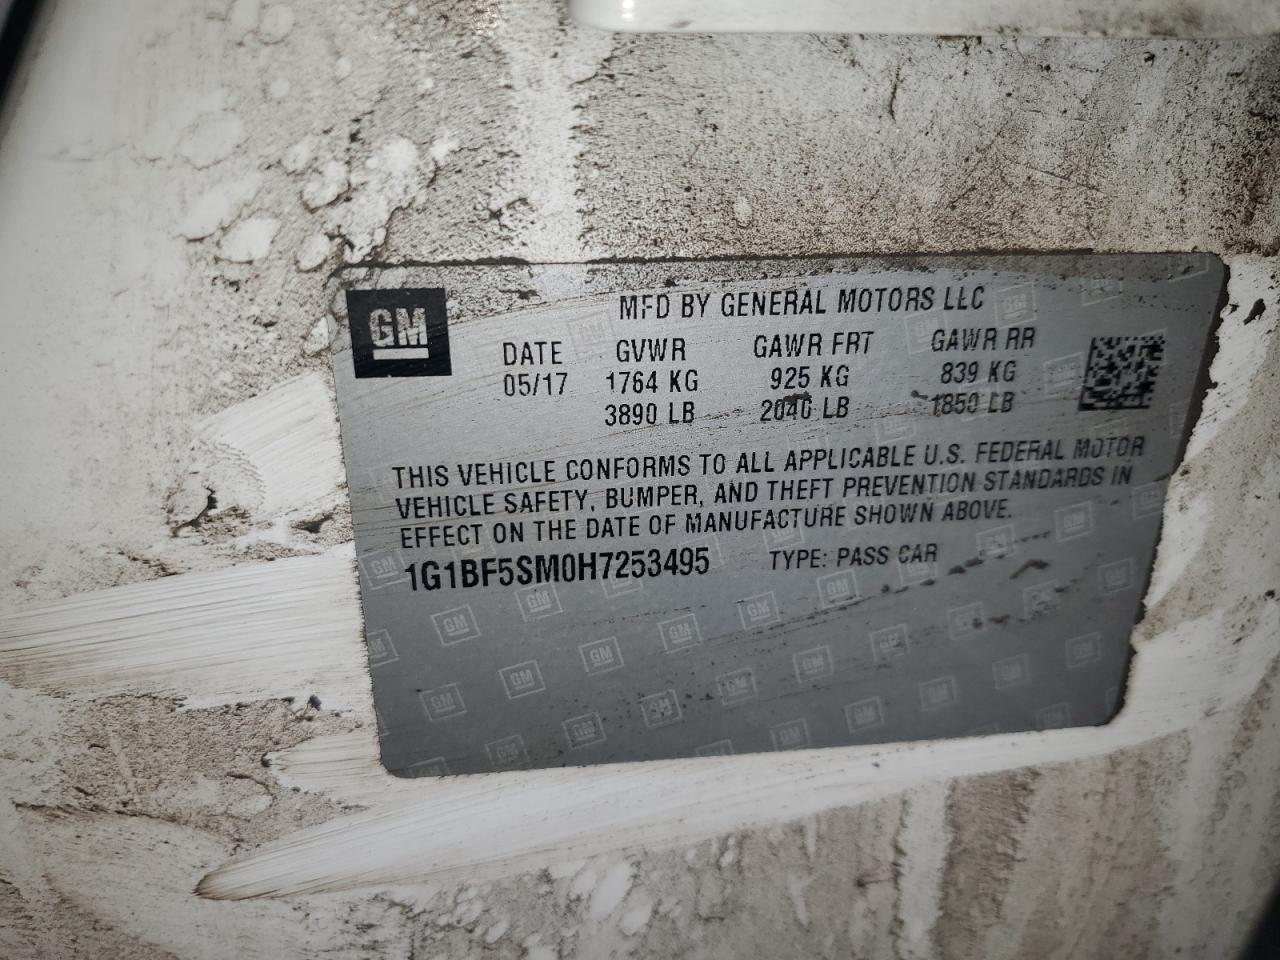 GM
MFD BY GENERAL MOTORS LLC
DATE GVWR GAWR FRT GAWR RR
05/17 1764 KG 925 KG 839 KG
3890 LB 2040 LB 1850 LB
THIS VEHICLE CONFORMS TO ALL APPLICABLE U.S. FEDERAL MOTOR
VEHICLE SAFETY, BUMPER, AND THEFT PREVENTION STANDARDS IN
EFFECT ON THE DATE OF MANUFACTURE SHOWN ABOVE.
1G1BF5SM0H7253495 TYPE: PASS CAR